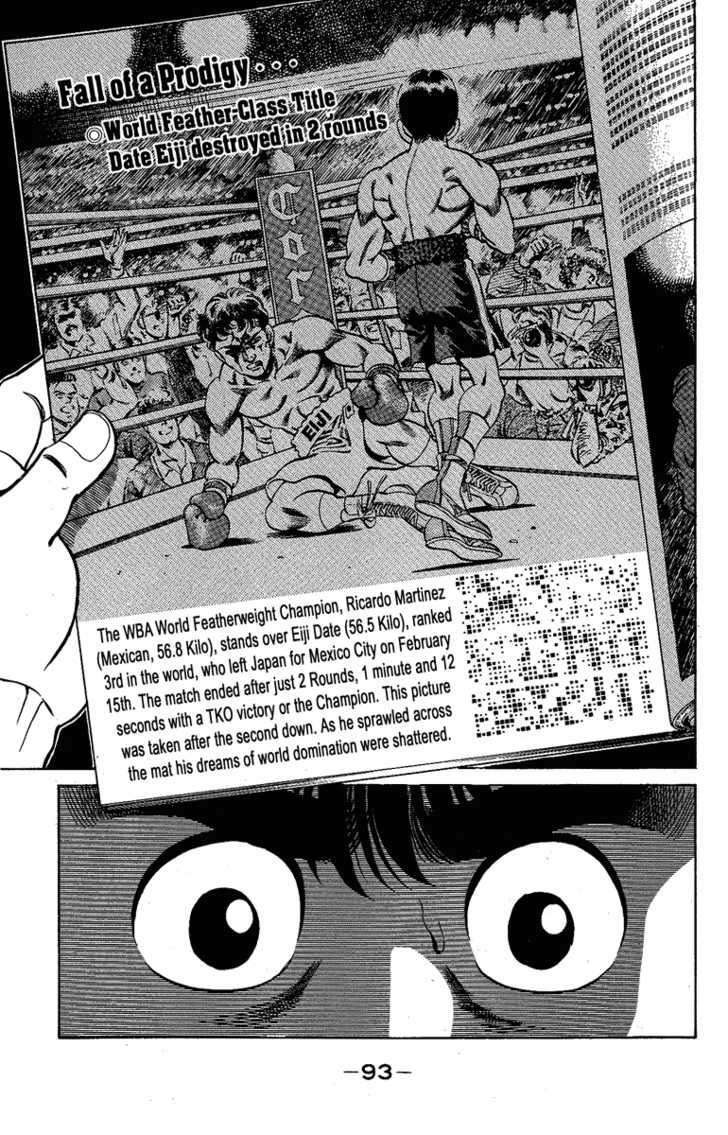 Fall of a Prodigy...
◎World Feather-Class Title
Date Eiji destroyed in 2 rounds
Cor
EIJI
The WBA World Featherweight Champion, Ricardo Martinez
(Mexican, 56.8 Kilo), stands over Eiji Date (56.5 Kilo), ranked
3rd in the world, who left Japan for Mexico City on February
15th. The match ended after just 2 Rounds, 1 minute and 12
seconds with a TKO victory or the Champion. This picture
was taken after the second down. As he sprawled across
the mat his dreams of world domination were shattered.
-93-